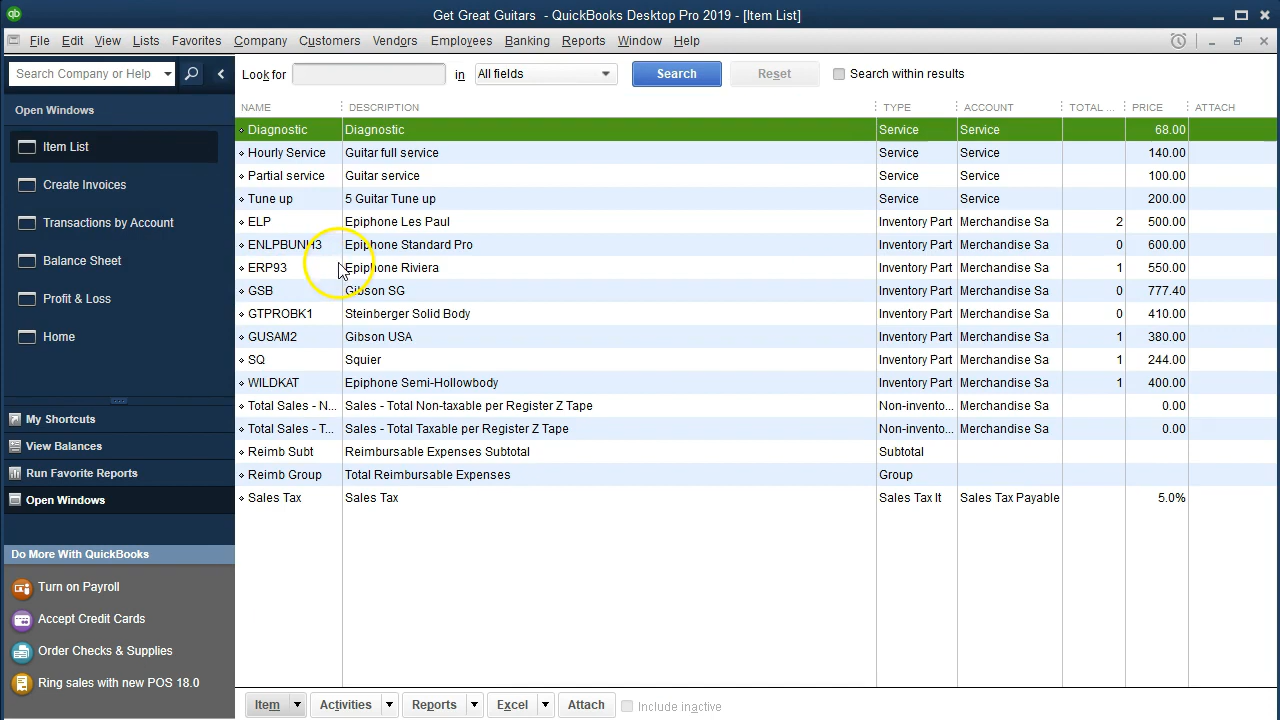 Get Great Guitars - QuickBooks Desktop Pro 2019 - [Item List]
File Edit View Lists Favorites Company Customers Vendors Employees Banking Reports Window Help
Search Company or Help
Look for in All fields Search Reset Search within results
Open Windows
Item List
Create Invoices
Transactions by Account
Balance Sheet
Profit & Loss
Home
My Shortcuts
View Balances
Run Favorite Reports
Open Windows
Do More With QuickBooks
Turn on Payroll
Accept Credit Cards
Order Checks & Supplies
Ring sales with new POS 18.0
NAME DESCRIPTION TYPE ACCOUNT TOTAL ... PRICE ATTACH
Diagnostic Diagnostic Service Service 68.00
Hourly Service Guitar full service Service Service 140.00
Partial service Guitar service Service Service 100.00
Tune up 5 Guitar Tune up Service Service 200.00
ELP Epiphone Les Paul Inventory Part Merchandise Sa 2 500.00
ENLPBUNH3 Epiphone Standard Pro Inventory Part Merchandise Sa 0 600.00
ERP93 Epiphone Riviera Inventory Part Merchandise Sa 1 550.00
GSB Gibson SG Inventory Part Merchandise Sa 0 777.40
GTPROBK1 Steinberger Solid Body Inventory Part Merchandise Sa 0 410.00
GUSAM2 Gibson USA Inventory Part Merchandise Sa 1 380.00
SQ Squier Inventory Part Merchandise Sa 1 244.00
WILDKAT Epiphone Semi-Hollowbody Inventory Part Merchandise Sa 1 400.00
Total Sales - N... Sales - Total Non-taxable per Register Z Tape Non-invento... Merchandise Sa 0.00
Total Sales - T... Sales - Total Taxable per Register Z Tape Non-invento... Merchandise Sa 0.00
Reimb Subt Reimbursable Expenses Subtotal Subtotal
Reimb Group Total Reimbursable Expenses Group
Sales Tax Sales Tax Sales Tax It Sales Tax Payable 5.0%
Item Activities Reports Excel Attach Include inactive